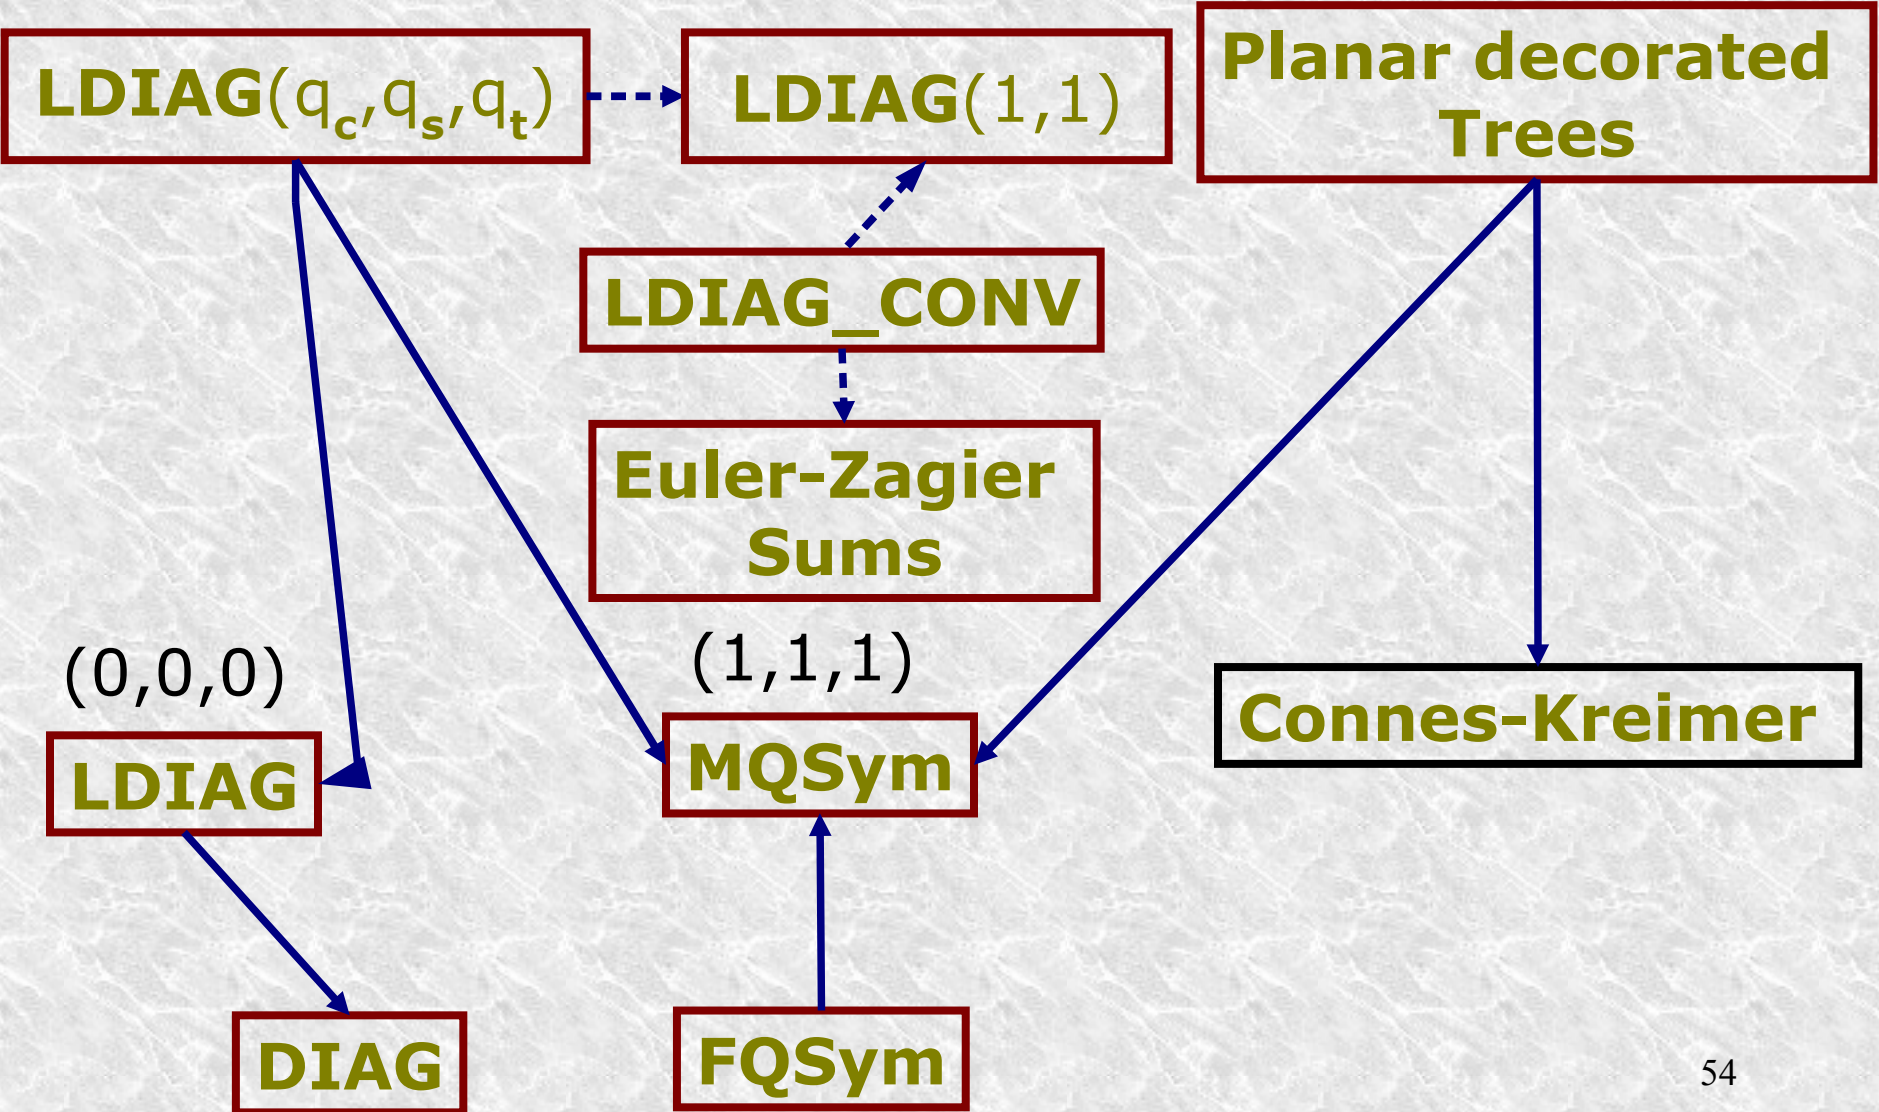 LDIAG(qc,qs,qt)
LDIAG(1,1)
Planar decorated
Trees
LDIAG_CONV
Euler-Zagier
Sums
(0,0,0)
(1,1,1)
LDIAG
MQSym
Connes-Kreimer
DIAG
FQSym
54